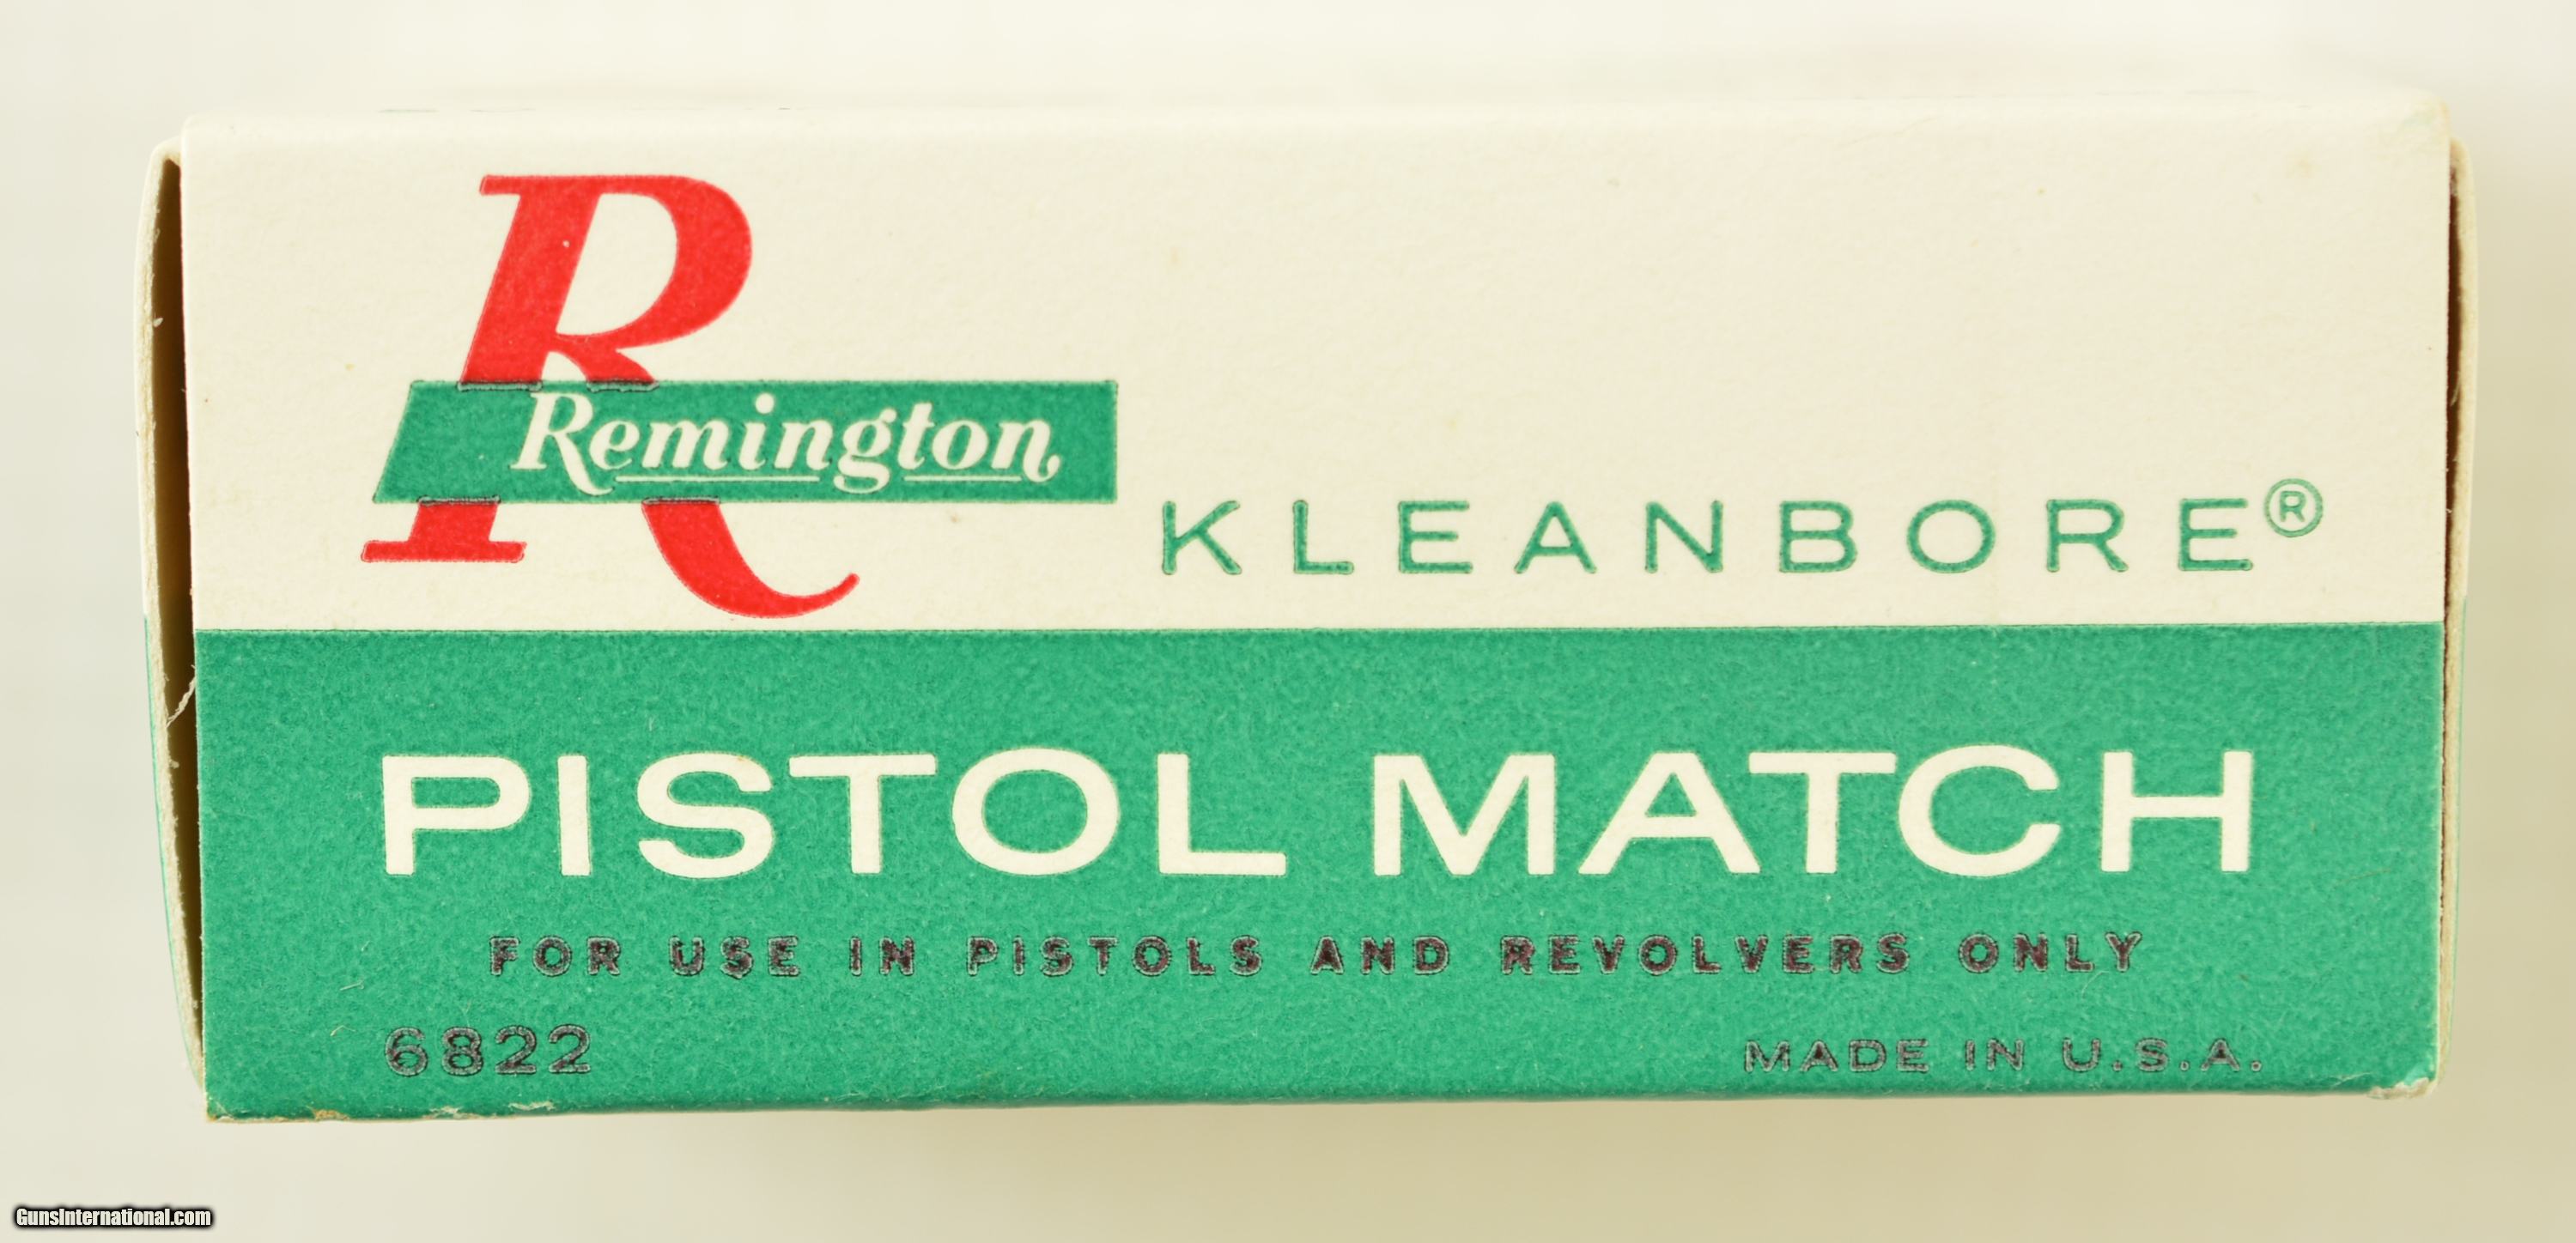 R
Remington
KLEANBORE®
PISTOL MATCH
FOR USE IN PISTOLS AND REVOLVERS ONLY
6822 MADE IN U.S.A.
GunsInternational.com